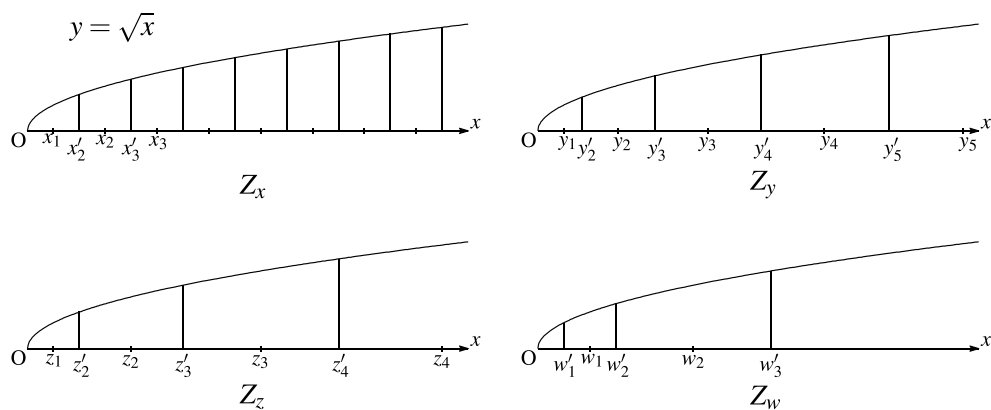 y = √x
O x₁ x′₂ x₂ x′₃ x₃ x
Zₓ
O y₁ y′₂ y₂ y′₃ y₃ y′₄ y₄ y′₅ y₅ x
Z_y
O z₁ z′₂ z₂ z′₃ z₃ z′₄ z₄ x
Z_z
O w′₁ w₁ w′₂ w₂ w′₃ x
Z_w